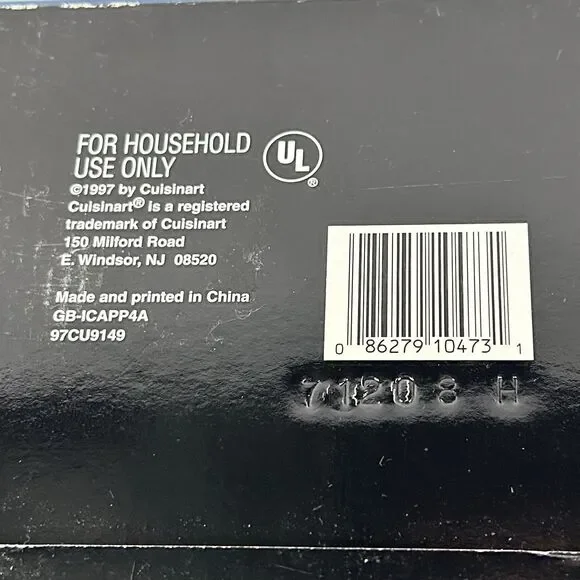 FOR HOUSEHOLD
USE ONLY
UL
®
©1997 by Cuisinart
Cuisinart® is a registered
trademark of Cuisinart
150 Milford Road
E. Windsor, NJ 08520
Made and printed in China
GB-ICAPP4A
97CU9149
0 86279 10473 1
71208 H